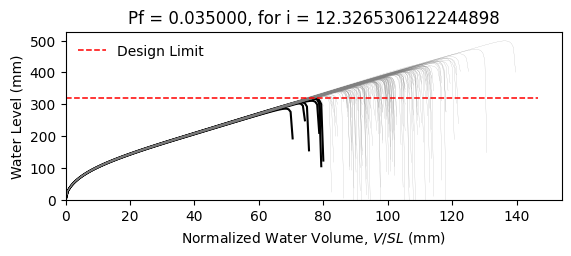 Pf = 0.035000, for i = 12.326530612244898
Design Limit
Water Level (mm)
500
400
300
200
100
0
0 20 40 60 80 100 120 140
Normalized Water Volume, V/SL (mm)